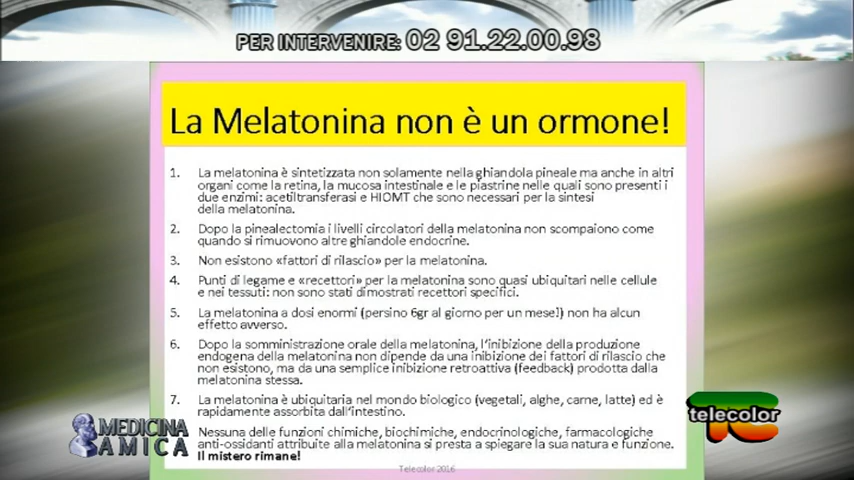 PER INTERVENIRE: 02 91.22.00.98
La Melatonina non è un ormone!
1. La melatonina è sintetizzata non solamente nella ghiandola pineale ma anche in altri
organi come la retina, la mucosa intestinale e le piastrine nelle quali sono presenti i
due enzimi: acetiltransferasi e HIOMT che sono necessari per la sintesi
della melatonina.
2. Dopo la pinealectomia i livelli circolatori della melatonina non scompaiono come
quando si rimuovono altre ghiandole endocrine.
3. Non esistono «fattori di rilascio» per la melatonina.
4. Punti di legame e «recettori» per la melatonina sono quasi ubiquitari nelle cellule
e nei tessuti: non sono stati dimostrati recettori specifici.
5. La melatonina a dosi enormi (persino 6gr al giorno per un mese!) non ha alcun
effetto avverso.
6. Dopo la somministrazione orale della melatonina, l'inibizione della produzione
endogena della melatonina non dipende da una inibizione dei fattori di rilascio che
non esistono, ma da una semplice inibizione retroattiva (feedback) prodotta dalla
melatonina stessa.
7. La melatonina è ubiquitaria nel mondo biologico (vegetali, alghe, carne, latte) ed è
rapidamente assorbita dall'intestino.
Nessuna delle funzioni chimiche, biochimiche, endocrinologiche, farmacologiche
anti-ossidanti attribuite alla melatonina si presta a spiegare la sua natura e funzione.
Il mistero rimane!
Telecolor 2016
MEDICINA
AMICA
telecolor